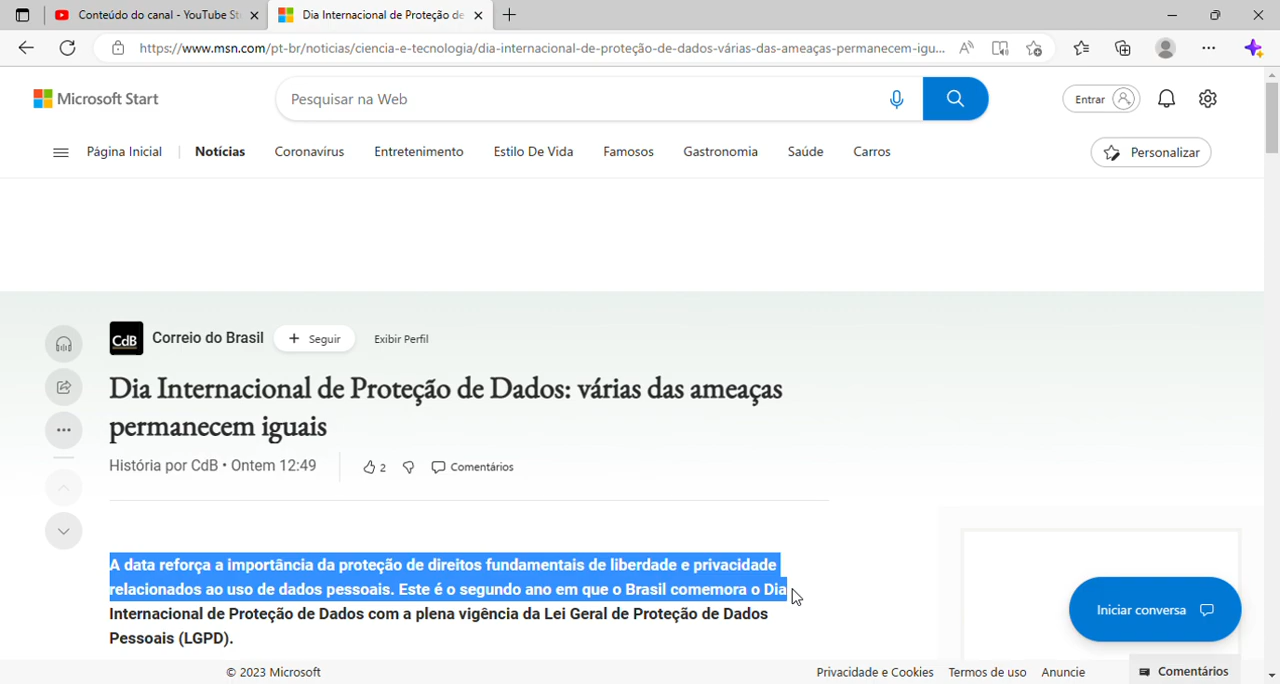 Conteúdo do canal - YouTube St
Dia Internacional de Proteção de
https://www.msn.com/pt-br/noticias/ciencia-e-tecnologia/dia-internacional-de-proteção-de-dados-várias-das-ameaças-permanecem-igu...
Microsoft Start
Pesquisar na Web
Entrar
Página Inicial
Notícias
Coronavírus
Entretenimento
Estilo De Vida
Famosos
Gastronomia
Saúde
Carros
Personalizar
CdB
Correio do Brasil
+ Seguir
Exibir Perfil
Dia Internacional de Proteção de Dados: várias das ameaças
permanecem iguais
História por CdB • Ontem 12:49
2
Comentários
A data reforça a importância da proteção de direitos fundamentais de liberdade e privacidade
relacionados ao uso de dados pessoais. Este é o segundo ano em que o Brasil comemora o Dia
Internacional de Proteção de Dados com a plena vigência da Lei Geral de Proteção de Dados
Pessoais (LGPD).
Iniciar conversa
© 2023 Microsoft
Privacidade e Cookies
Termos de uso
Anuncie
Comentários